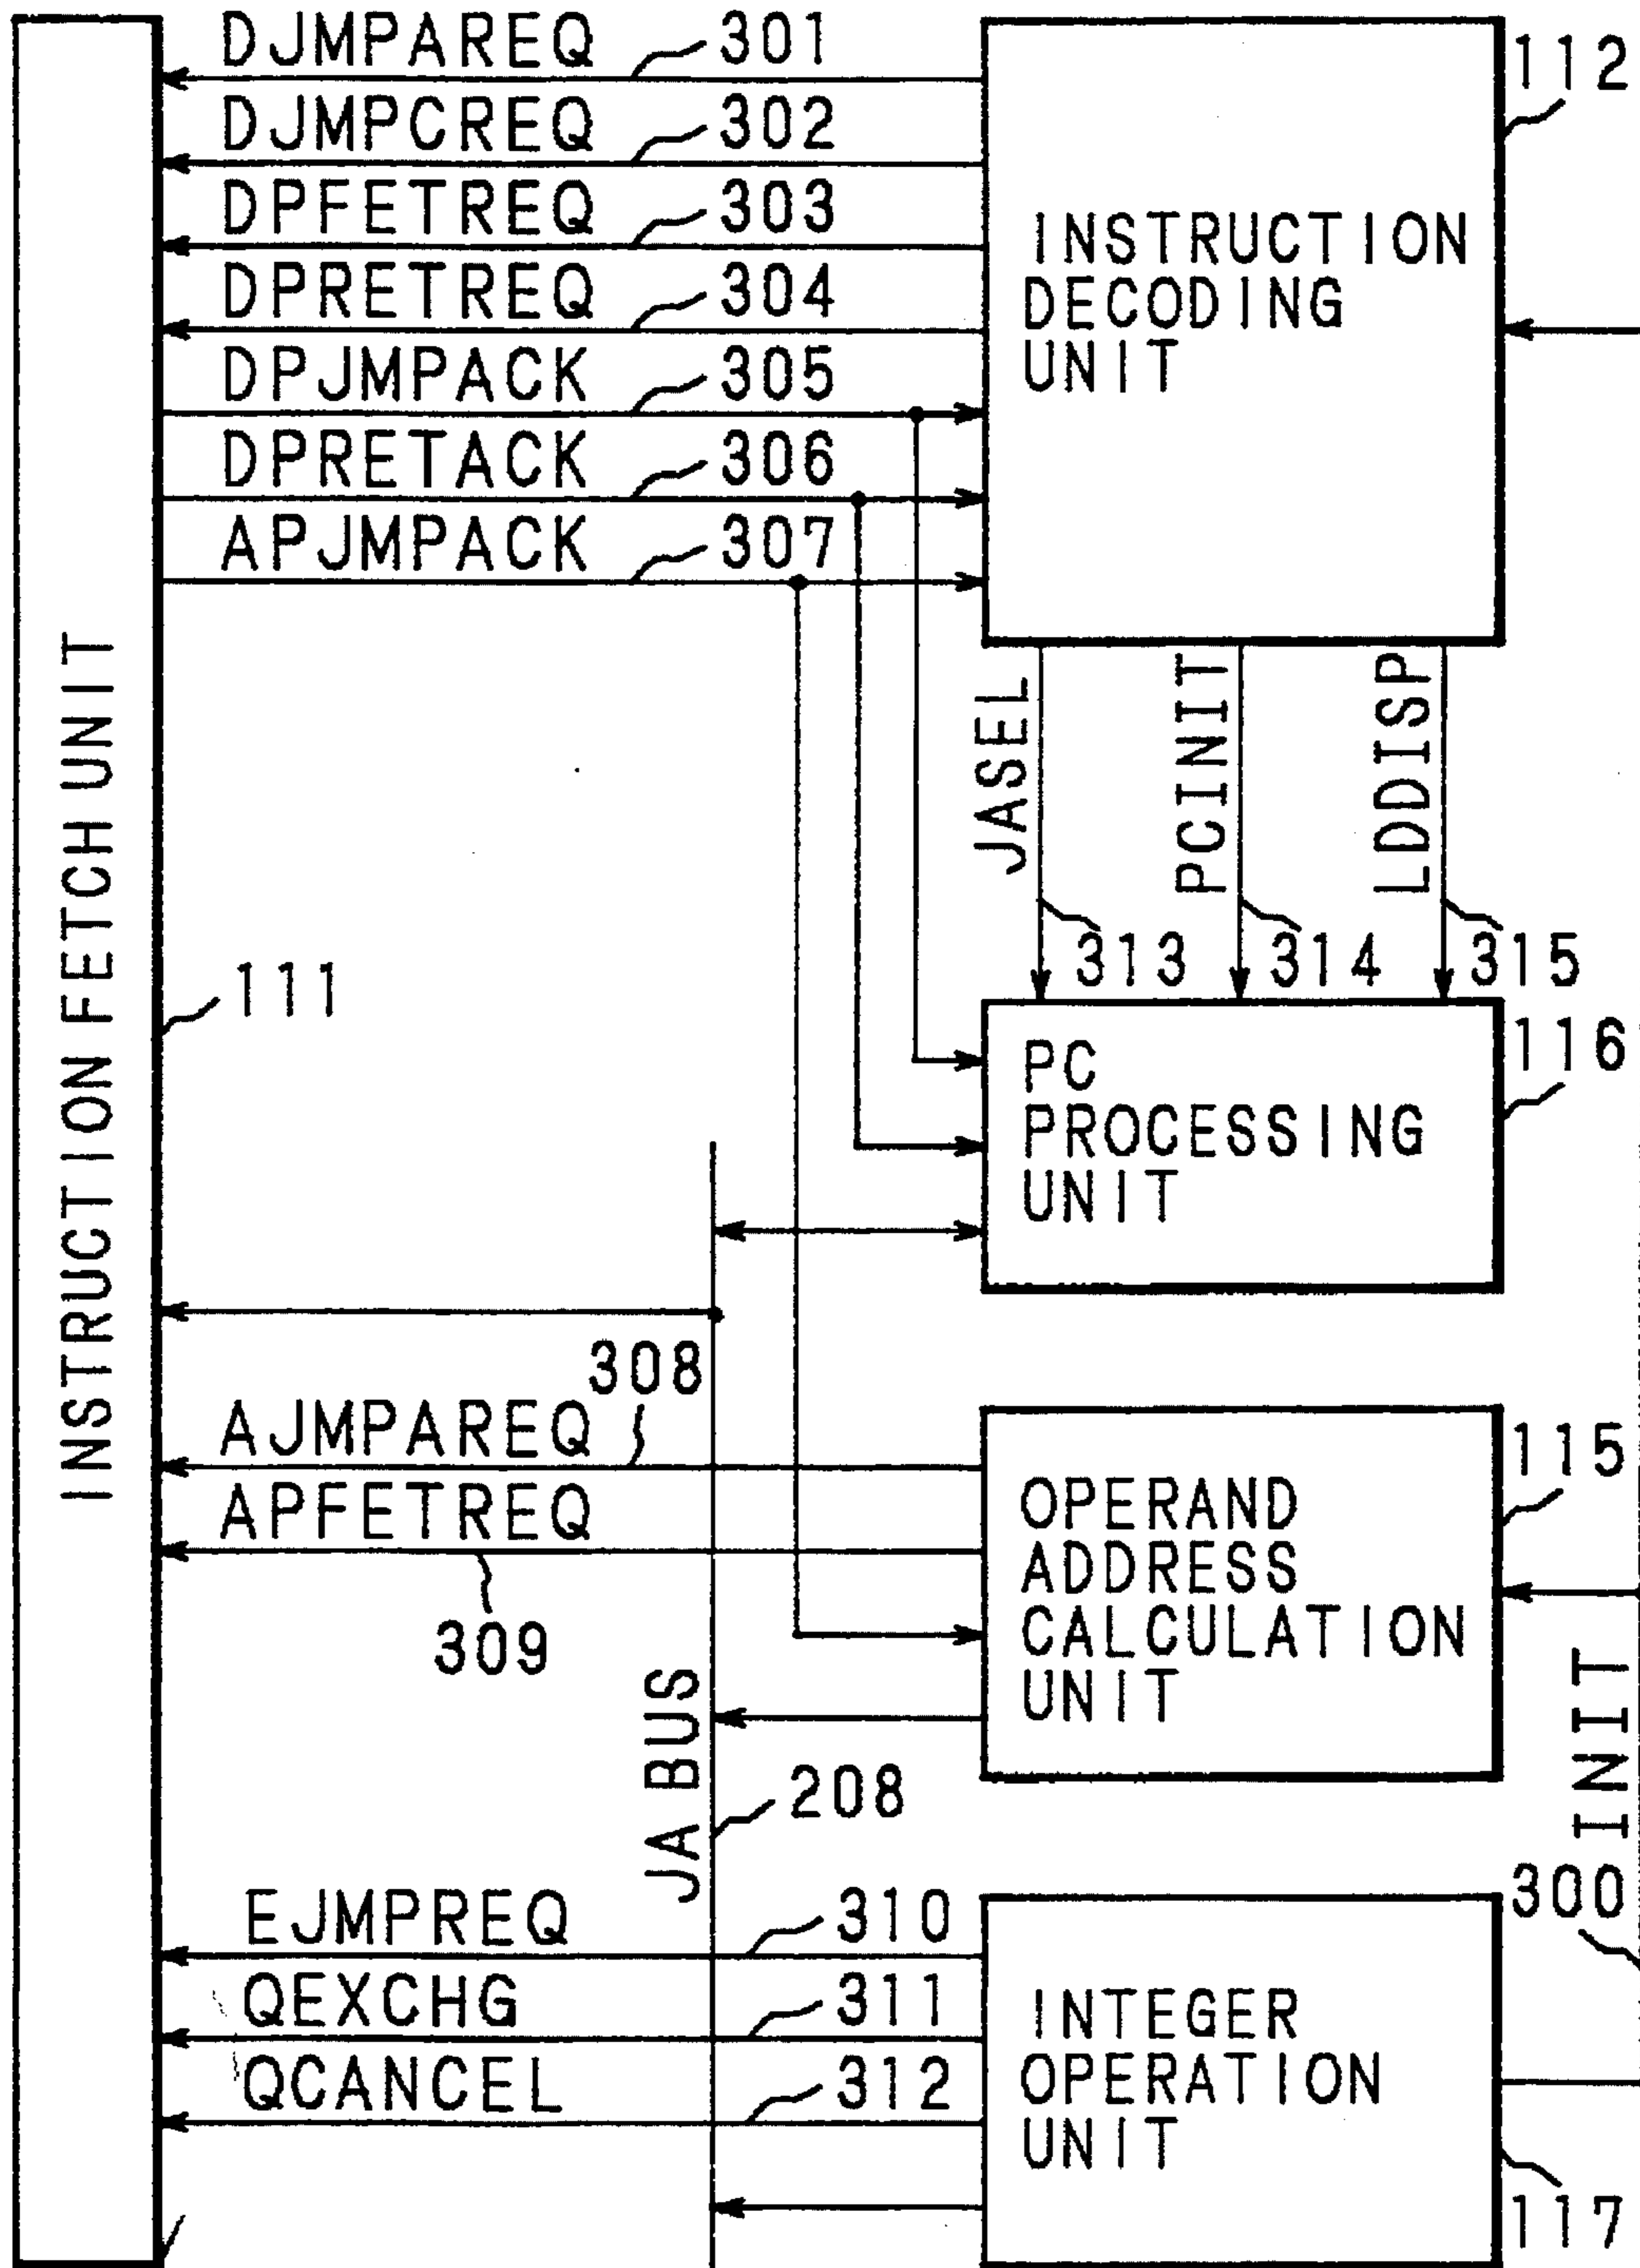 DJMPAREQ 301
DJMPCREQ 302
DPFETREQ 303
DPRETREQ 304
DPJMPACK 305
DPRETACK 306
APJMPACK 307
112
INSTRUCTION
DECODING
UNIT
INSTRUCTION FETCH UNIT
111
JASEL
PCINIT
LDDISP
313
314
315
116
PC
PROCESSING
UNIT
308
AJMPAREQ
APFETREQ
309
115
OPERAND
ADDRESS
CALCULATION
UNIT
JA BUS
208
INIT
300
EJMPREQ 310
QEXCHG 311
QCANCEL 312
INTEGER
OPERATION
UNIT
117